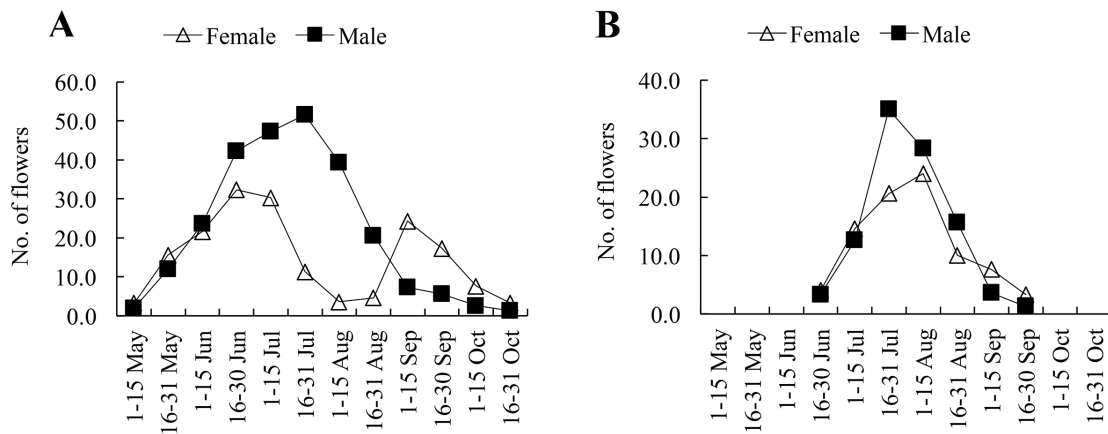 A
Female Male
No. of flowers
60.0
50.0
40.0
30.0
20.0
10.0
0.0
1-15 May
16-31 May
1-15 Jun
16-30 Jun
1-15 Jul
16-31 Jul
1-15 Aug
16-31 Aug
1-15 Sep
16-30 Sep
1-15 Oct
16-31 Oct
B
Female Male
No. of flowers
40.0
30.0
20.0
10.0
0.0
1-15 May
16-31 May
1-15 Jun
16-30 Jun
1-15 Jul
16-31 Jul
1-15 Aug
16-31 Aug
1-15 Sep
16-30 Sep
1-15 Oct
16-31 Oct